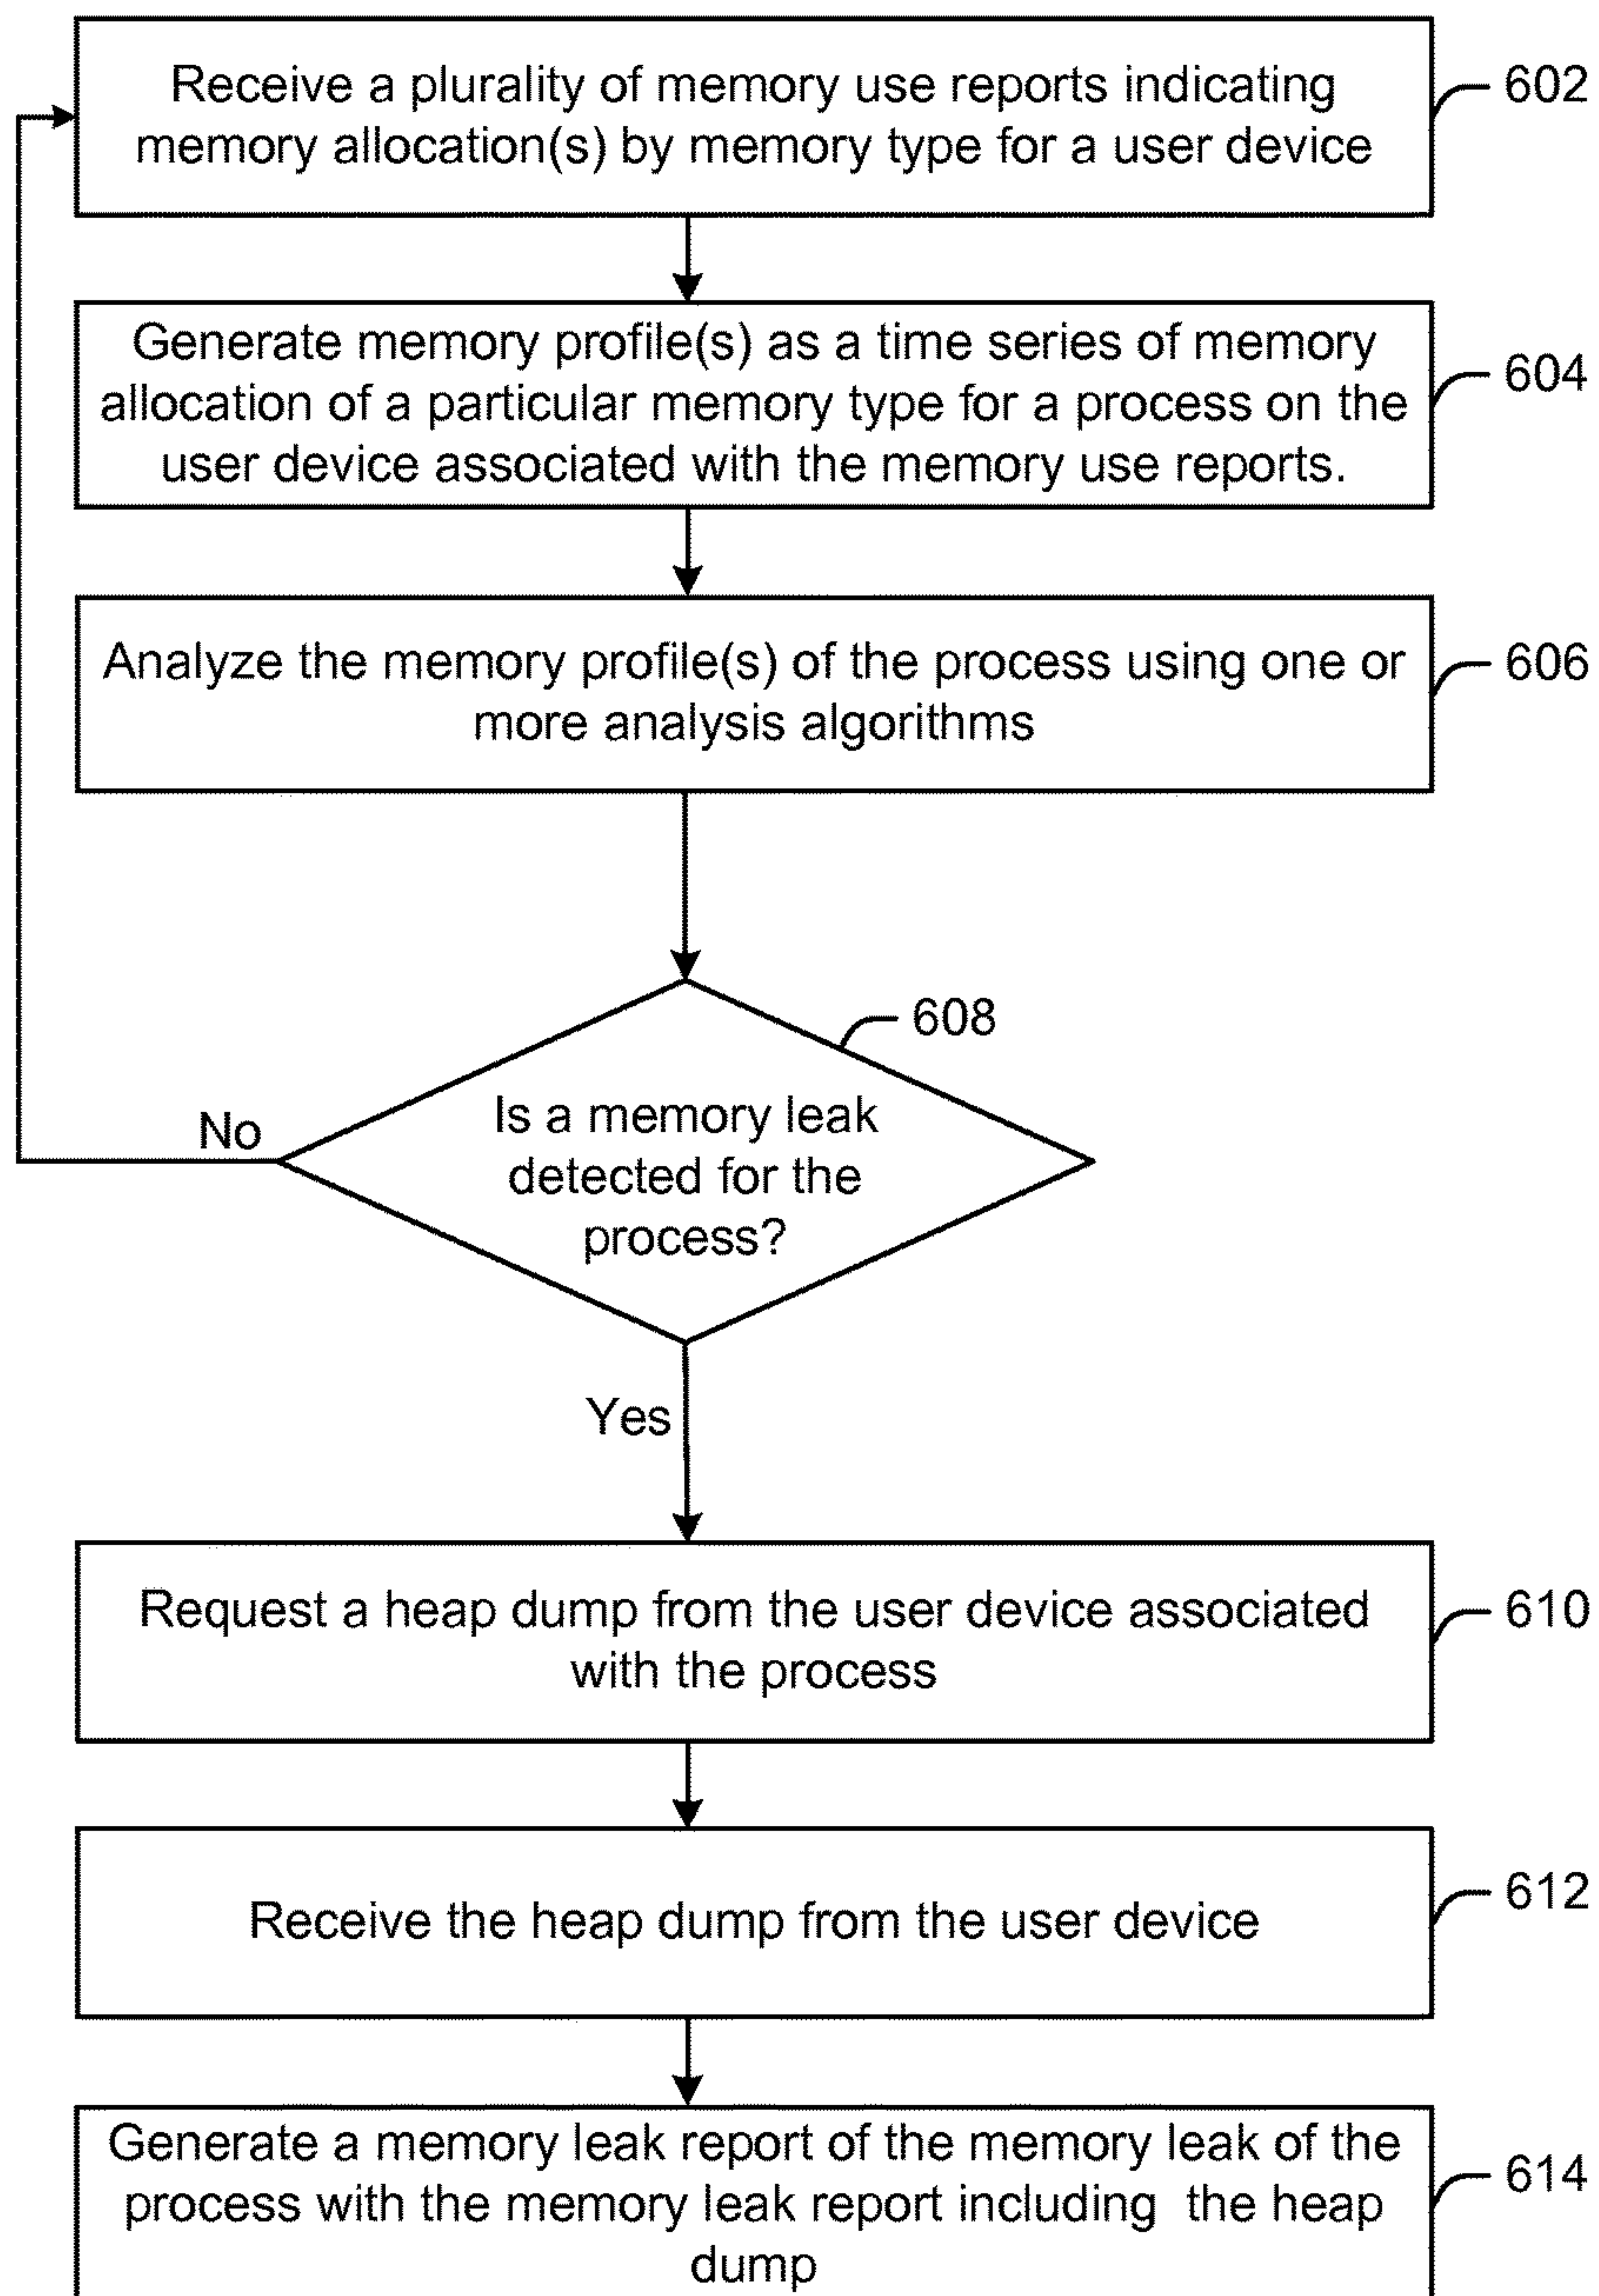 Receive a plurality of memory use reports indicating
memory allocation(s) by memory type for a user device
602
Generate memory profile(s) as a time series of memory
allocation of a particular memory type for a process on the
user device associated with the memory use reports.
604
Analyze the memory profile(s) of the process using one or
more analysis algorithms
606
608
Is a memory leak
detected for the
process?
No
Yes
Request a heap dump from the user device associated
with the process
610
Receive the heap dump from the user device
612
Generate a memory leak report of the memory leak of the
process with the memory leak report including the heap
dump
614